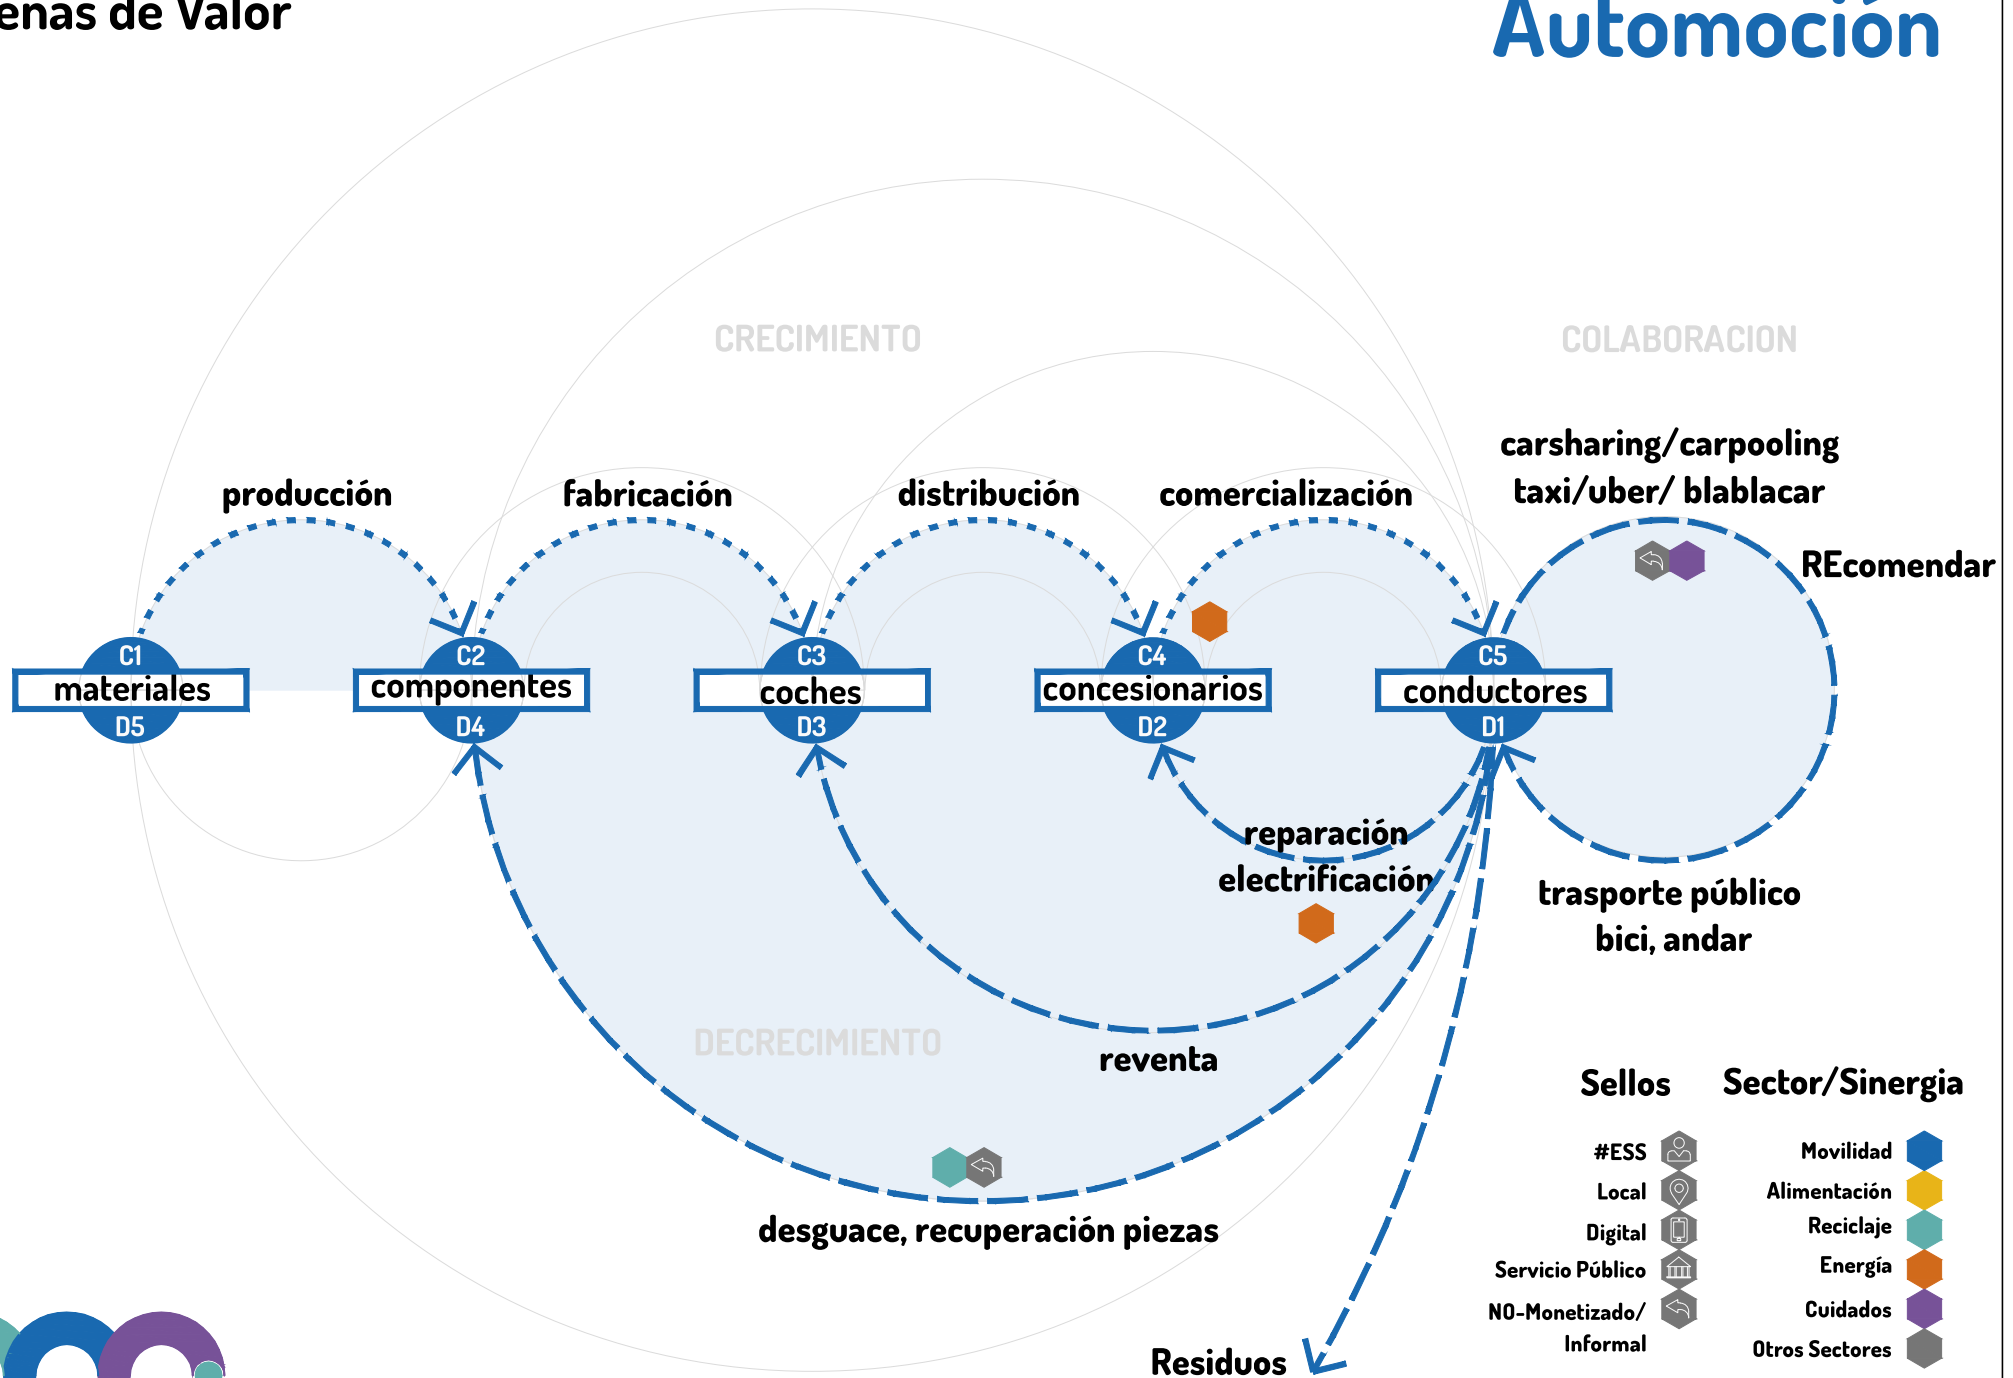 enas de Valor
Automoción
CRECIMIENTO
COLABORACION
carsharing/carpooling
taxi/uber/ blablacar
producción
fabricación
distribución
comercialización
REcomendar
C1
C2
C3
C4
C5
materiales
componentes
coches
concesionarios
conductores
D5
D4
D3
D2
D1
reparación
electrificación
trasporte público
bici, andar
DECRECIMIENTO
reventa
desguace, recuperación piezas
Residuos
Sellos
#ESS
Local
Digital
Servicio Público
NO-Monetizado/
Informal
Sector/Sinergia
Movilidad
Alimentación
Reciclaje
Energía
Cuidados
Otros Sectores